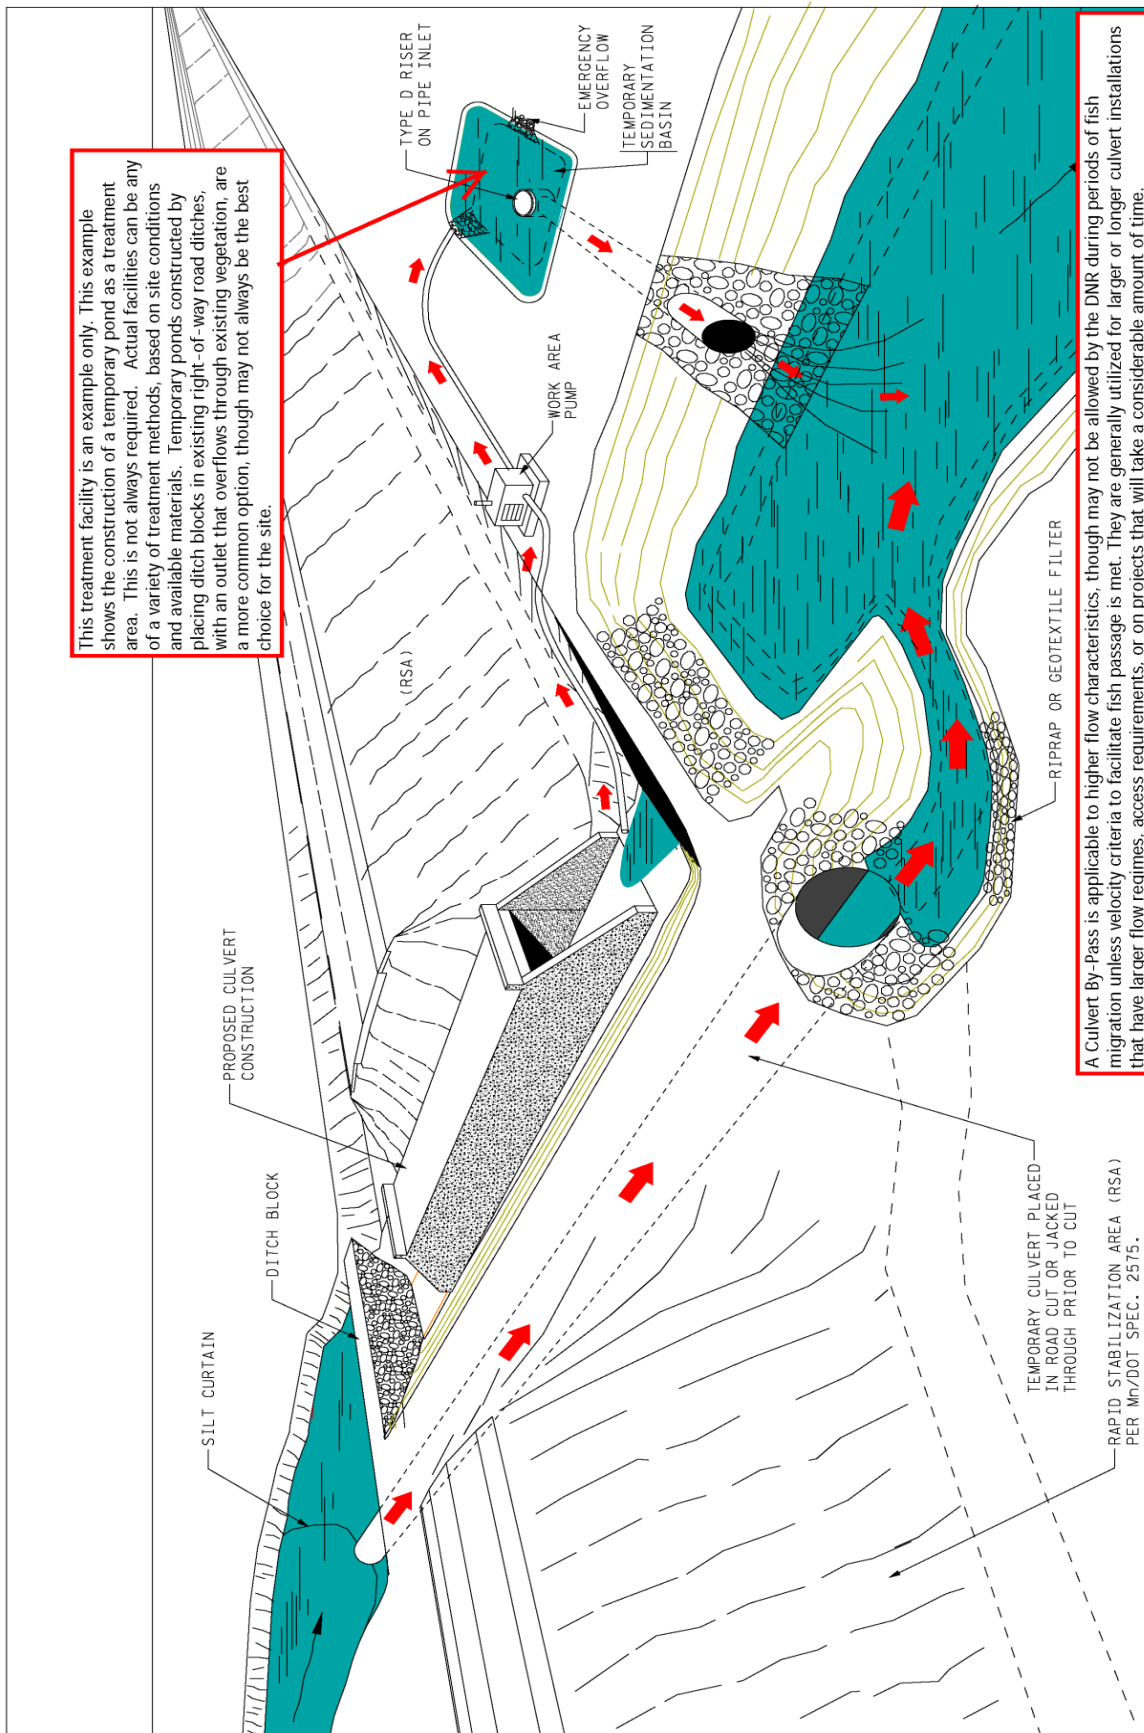 This treatment facility is an example only. This example
shows the construction of a temporary pond as a treatment
area. This is not always required. Actual facilities can be any
of a variety of treatment methods, based on site conditions
and available materials. Temporary ponds constructed by
placing ditch blocks in existing right-of-way road ditches,
with an outlet that overflows through existing vegetation, are
a more common option, though may not always be the best
choice for the site.
TYPE D RISER
ON PIPE INLET
EMERGENCY
OVERFLOW
TEMPORARY
SEDIMENTATION
BASIN
(RSA)
WORK AREA
PUMP
PROPOSED CULVERT
CONSTRUCTION
DITCH BLOCK
SILT CURTAIN
RIPRAP OR GEOTEXTILE FILTER
TEMPORARY CULVERT PLACED
IN ROAD CUT OR JACKED
THROUGH PRIOR TO CUT
RAPID STABILIZATION AREA (RSA)
PER Mn/DOT SPEC. 2575.
A Culvert By-Pass is applicable to higher flow characteristics, though may not be allowed by the DNR during periods of fish
migration unless velocity criteria to facilitate fish passage is met. They are generally utilized for larger or longer culvert installations
that have larger flow regimes, access requirements, or on projects that will take a considerable amount of time.